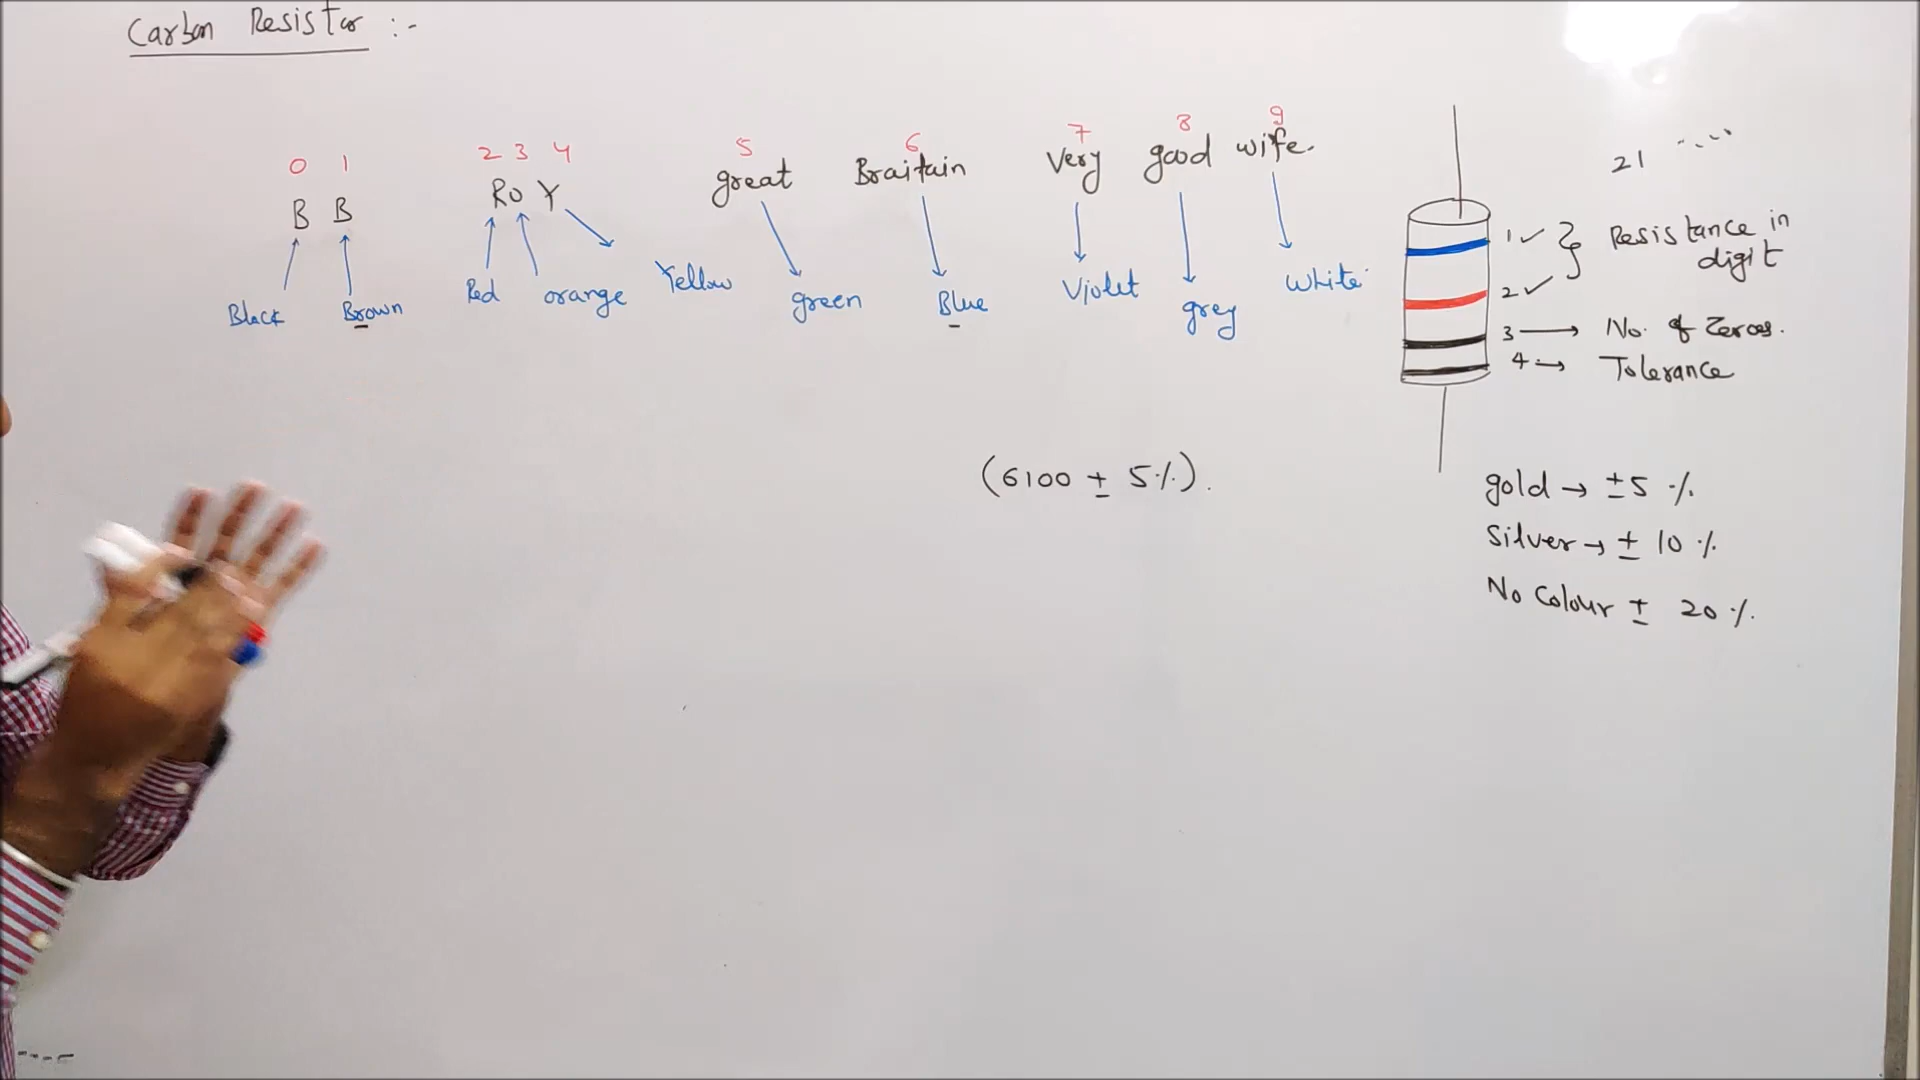 Carbon Resistor :-
0 1 2 3 4 5 6 7 8 9
B B Ro Y great Braitain Very good wife.
Black Brown Red orange Yellow green Blue Violet grey White
21
1 ✓
2 ✓
Resistance in
digit
3 → No. of Zeroes.
4 → Tolerance
(6100 ± 5%).
gold → ±5 %
Silver → ± 10 %
No Colour ± 20 %.